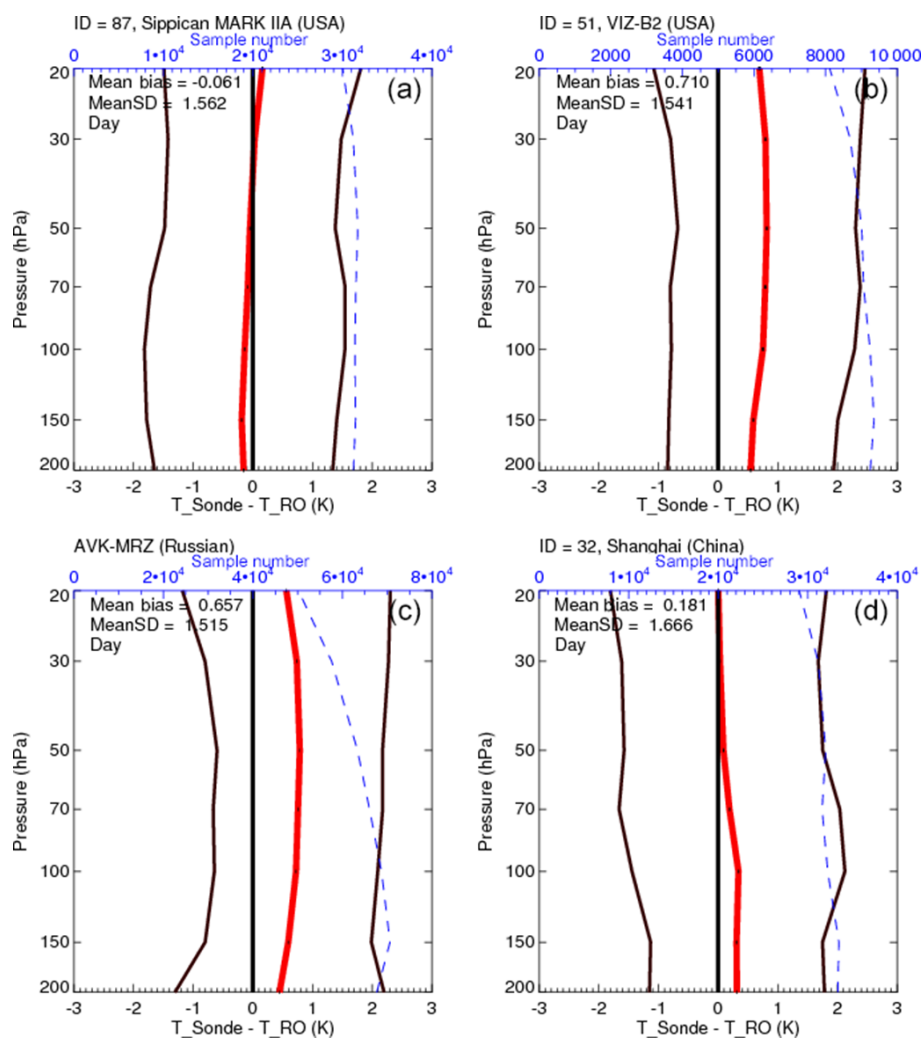 ID = 87, Sippican MARK IIA (USA)
Sample number
0 1•10⁴ 2•10⁴ 3•10⁴ 4•10⁴
Mean bias = -0.061
MeanSD = 1.562
Day
(a)
20
30
50
70
100
150
200
Pressure (hPa)
-3 -2 -1 0 1 2 3
T_Sonde - T_RO (K)
ID = 51, VIZ-B2 (USA)
Sample number
0 2000 4000 6000 8000 10 000
Mean bias = 0.710
MeanSD = 1.541
Day
(b)
20
30
50
70
100
150
200
Pressure (hPa)
-3 -2 -1 0 1 2 3
T_Sonde - T_RO (K)
AVK-MRZ (Russian)
Sample number
0 2•10⁴ 4•10⁴ 6•10⁴ 8•10⁴
Mean bias = 0.657
MeanSD = 1.515
Day
(c)
20
30
50
70
100
150
200
Pressure (hPa)
-3 -2 -1 0 1 2 3
T_Sonde - T_RO (K)
ID = 32, Shanghai (China)
Sample number
0 1•10⁴ 2•10⁴ 3•10⁴ 4•10⁴
Mean bias = 0.181
MeanSD = 1.666
Day
(d)
20
30
50
70
100
150
200
Pressure (hPa)
-3 -2 -1 0 1 2 3
T_Sonde - T_RO (K)